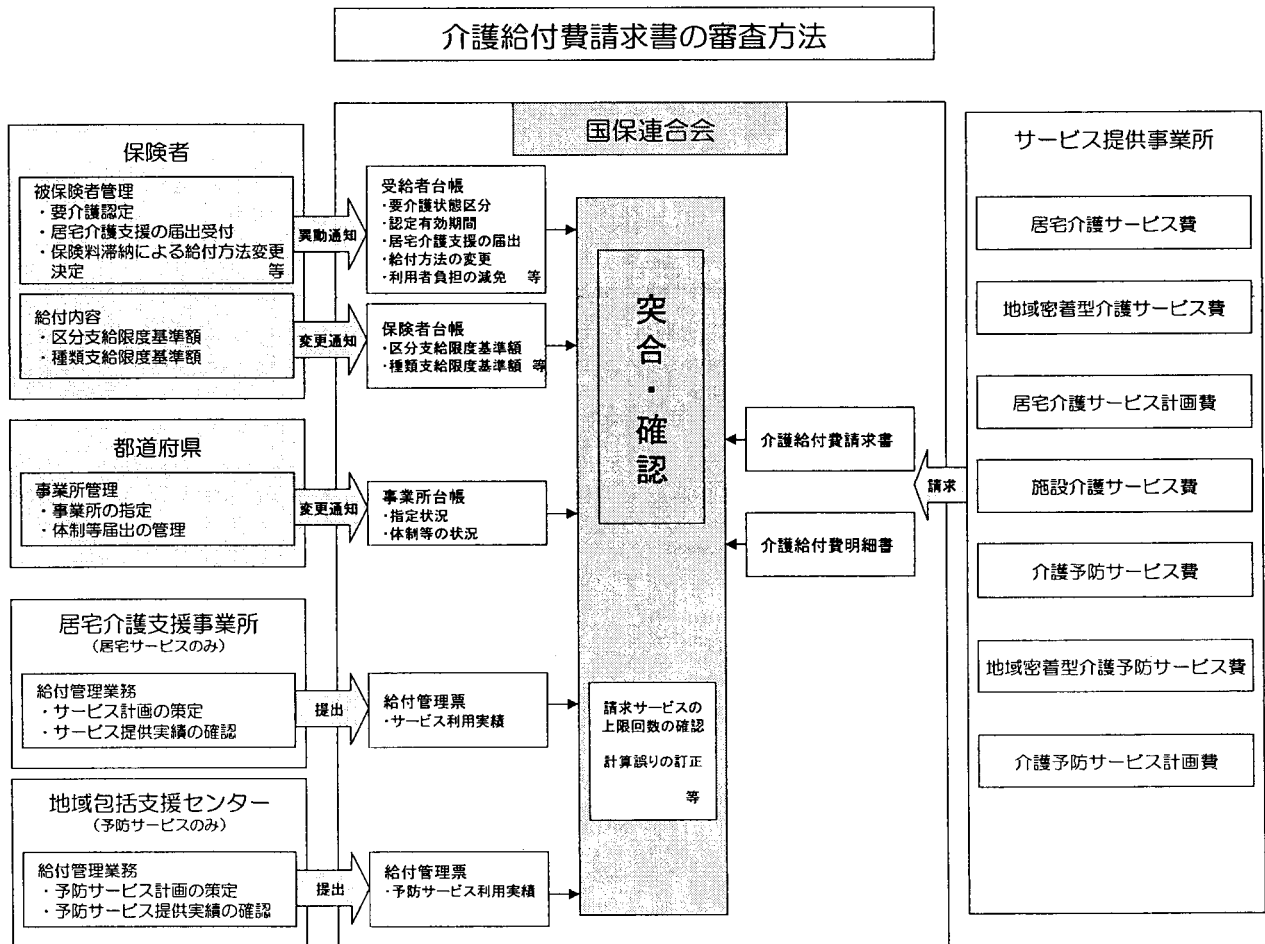 介護給付費請求書の審査方法
国保連合会
保険者
被保険者管理
・要介護認定
・居宅介護支援の届出受付
・保険料滞納による給付方法変更
決定 等
異動通知
受給者台帳
・要介護状態区分
・認定有効期間
・居宅介護支援の届出
・給付方法の変更
・利用者負担の減免 等
給付内容
・区分支給限度基準額
・種類支給限度基準額
変更通知
保険者台帳
・区分支給限度基準額
・種類支給限度基準額 等
都道府県
事業所管理
・事業所の指定
・体制等届出の管理
変更通知
事業所台帳
・指定状況
・体制等の状況
居宅介護支援事業所
(居宅サービスのみ)
給付管理業務
・サービス計画の策定
・サービス提供実績の確認
提出
給付管理票
・サービス利用実績
地域包括支援センター
(予防サービスのみ)
給付管理業務
・予防サービス計画の策定
・予防サービス提供実績の確認
提出
給付管理票
・予防サービス利用実績
突合・確認
請求サービスの
上限回数の確認
計算誤りの訂正
等
介護給付費請求書
介護給付費明細書
請求
サービス提供事業所
居宅介護サービス費
地域密着型介護サービス費
居宅介護サービス計画費
施設介護サービス費
介護予防サービス費
地域密着型介護予防サービス費
介護予防サービス計画費